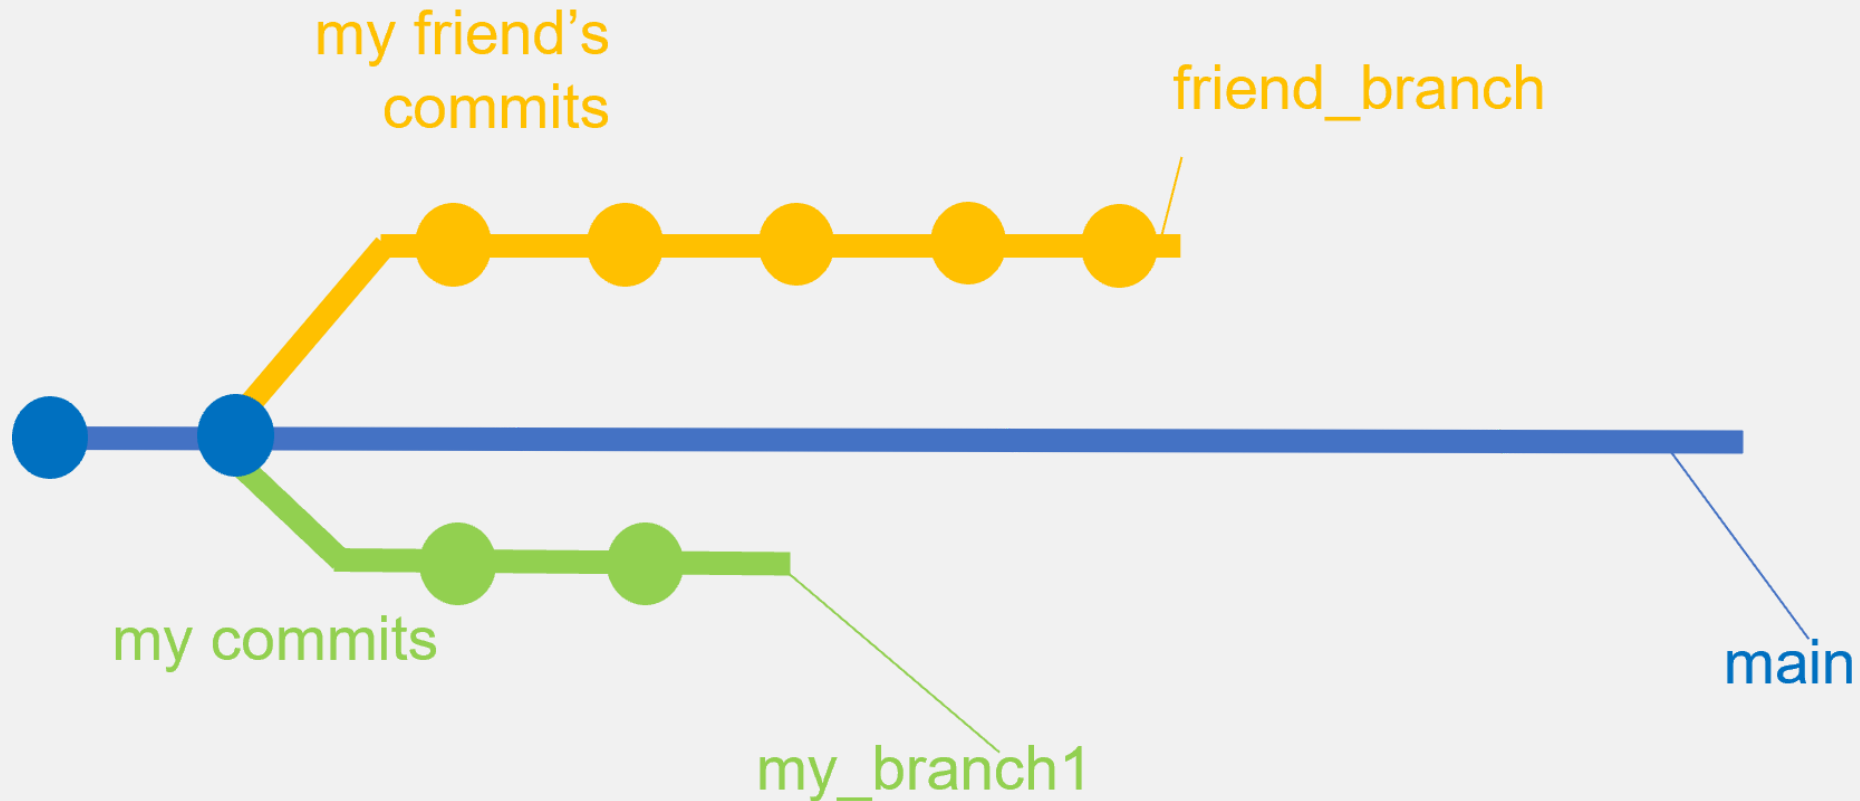 my friend’s
commits
friend_branch
my commits
main
my_branch1